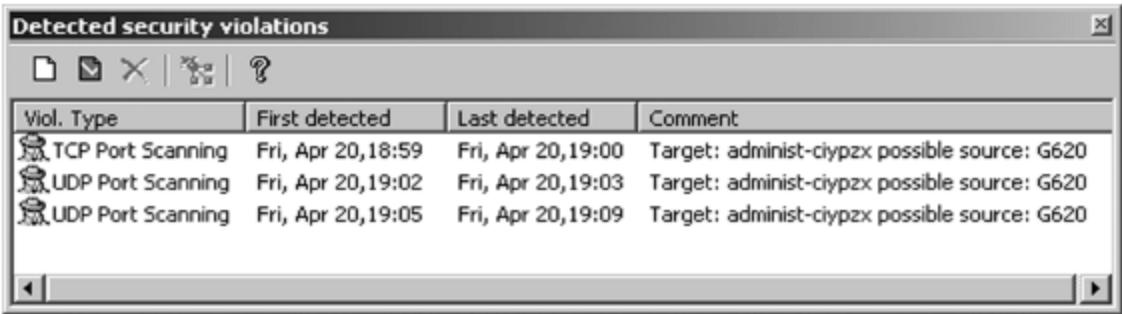 Detected security violations
Viol. Type First detected Last detected Comment
TCP Port Scanning Fri, Apr 20,18:59 Fri, Apr 20,19:00 Target: administ-ciypzx possible source: G620
UDP Port Scanning Fri, Apr 20,19:02 Fri, Apr 20,19:03 Target: administ-ciypzx possible source: G620
UDP Port Scanning Fri, Apr 20,19:05 Fri, Apr 20,19:09 Target: administ-ciypzx possible source: G620